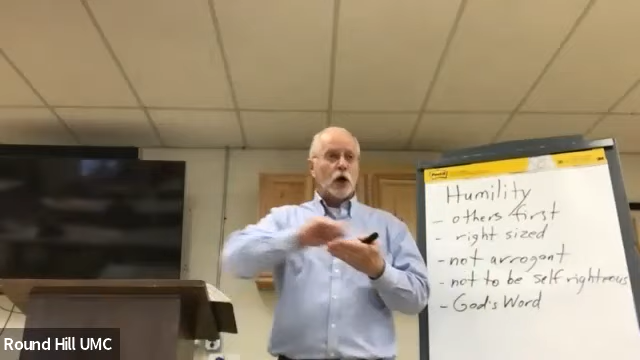 Humility
- others first
- right sized
- not arrogant
- not to be self righteous
- God's Word
Round Hill UMC